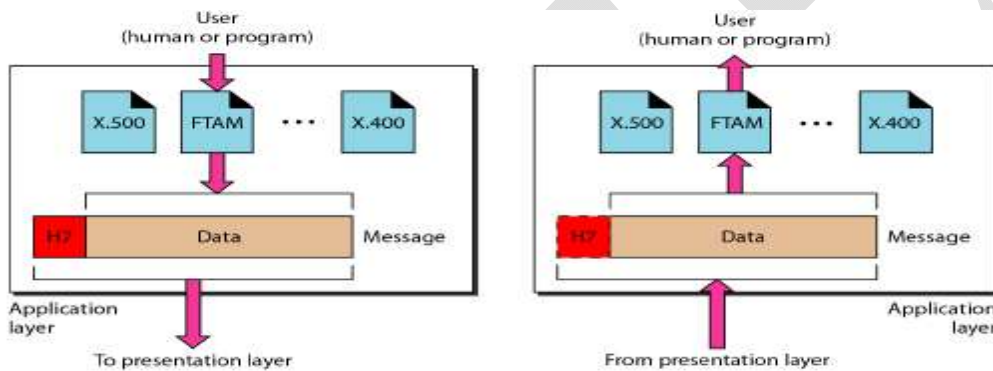 User
(human or program)
X.500
FTAM
...
X.400
H7
Data
Message
Application
layer
To presentation layer
User
(human or program)
X.500
FTAM
...
X.400
H7
Data
Message
Application
layer
From presentation layer